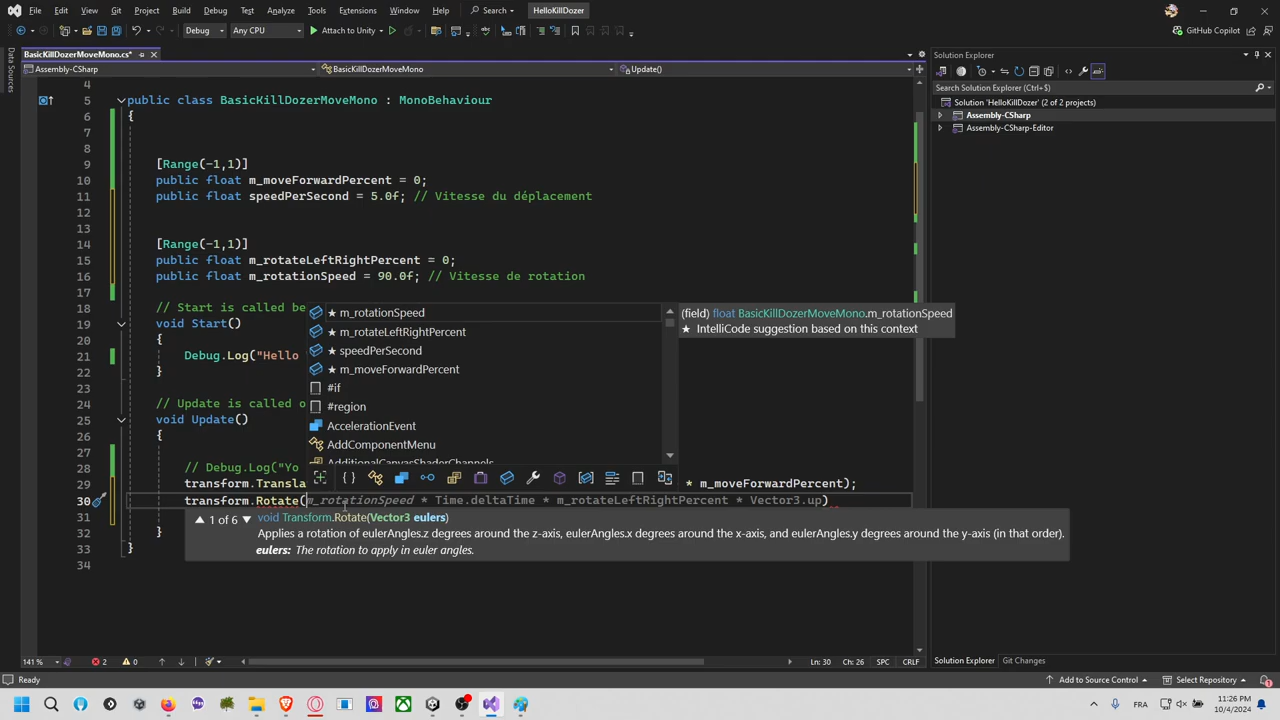 File Edit View Git Project Build Debug Test Analyze Tools Extensions Window Help Search HelloKillDozer
Debug Any CPU Attach to Unity GitHub Copilot
BasicKillDozerMoveMono.cs*
Assembly-CSharp BasicKillDozerMoveMono Update()
Data Sources
4
5 public class BasicKillDozerMoveMono : MonoBehaviour
6 {
7
8
9 [Range(-1,1)]
10 public float m_moveForwardPercent = 0;
11 public float speedPerSecond = 5.0f; // Vitesse du déplacement
12
13
14 [Range(-1,1)]
15 public float m_rotateLeftRightPercent = 0;
16 public float m_rotationSpeed = 90.0f; // Vitesse de rotation
17
18 // Start is called be
19 void Start()
20 {
21 Debug.Log("Hello
22 }
23
24 // Update is called o
25 void Update()
26 {
27
28 // Debug.Log("Yo
29 transform.Transla * m_moveForwardPercent);
30 transform.Rotate(m_rotationSpeed * Time.deltaTime * m_rotateLeftRightPercent * Vector3.up)
31
32 }
33 }
34
★ m_rotationSpeed
★ m_rotateLeftRightPercent
★ speedPerSecond
★ m_moveForwardPercent
#if
#region
AccelerationEvent
AddComponentMenu
AdditionalCanvasShaderChannels
(field) float BasicKillDozerMoveMono.m_rotationSpeed
★ IntelliCode suggestion based on this context
▲ 1 of 6 ▼ void Transform.Rotate(Vector3 eulers)
Applies a rotation of eulerAngles.z degrees around the z-axis, eulerAngles.x degrees around the x-axis, and eulerAngles.y degrees around the y-axis (in that order).
eulers: The rotation to apply in euler angles.
Solution Explorer
Search Solution Explorer (Ctrl+$)
Solution 'HelloKillDozer' (2 of 2 projects)
Assembly-CSharp
Assembly-CSharp-Editor
141 % 2 0 Ln: 30 Ch: 26 SPC CRLF
Solution Explorer Git Changes
Ready Add to Source Control Select Repository 1
FRA 11:26 PM
10/4/2024